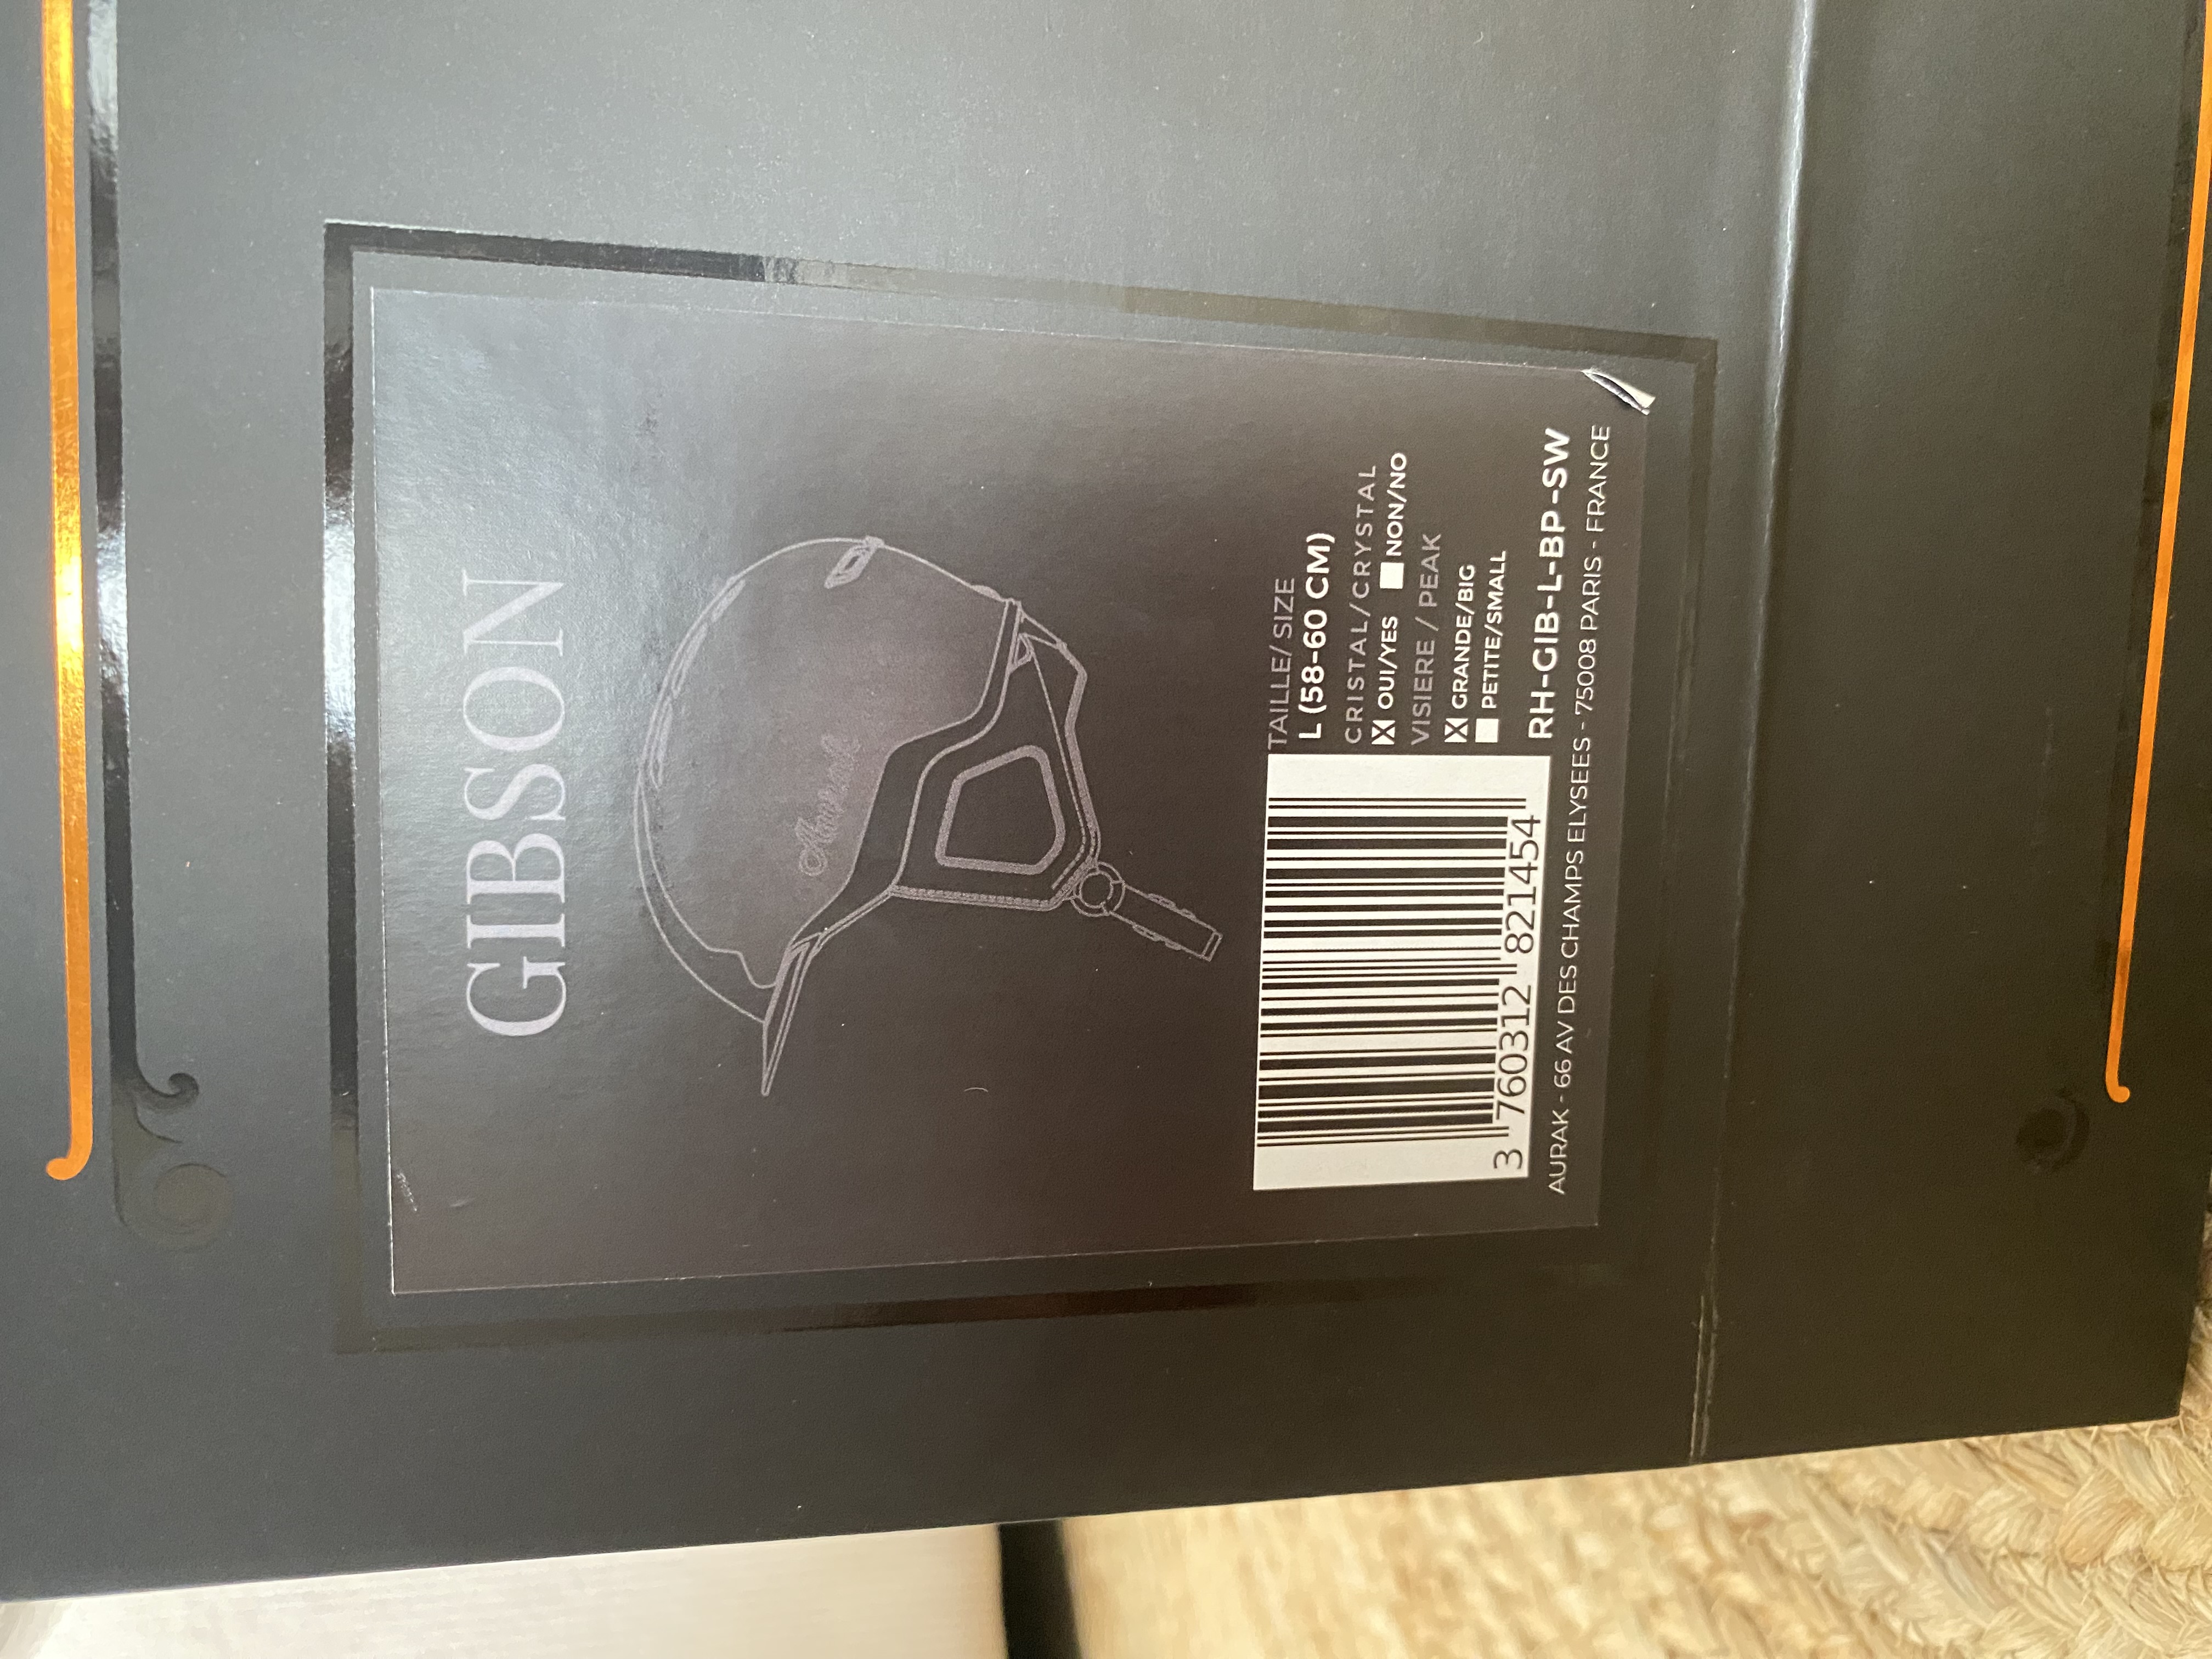 GIBSON
Aurak
TAILLE/ SIZE
L (58-60 CM)
CRISTAL/CRYSTAL
OUI/YES NON/NO
VISIERE / PEAK
GRANDE/BIG
PETITE/SMALL
RH-GIB-L-BP-SW
3 760312 821454
AURAK - 66 AV DES CHAMPS ELYSEES - 75008 PARIS - FRANCE